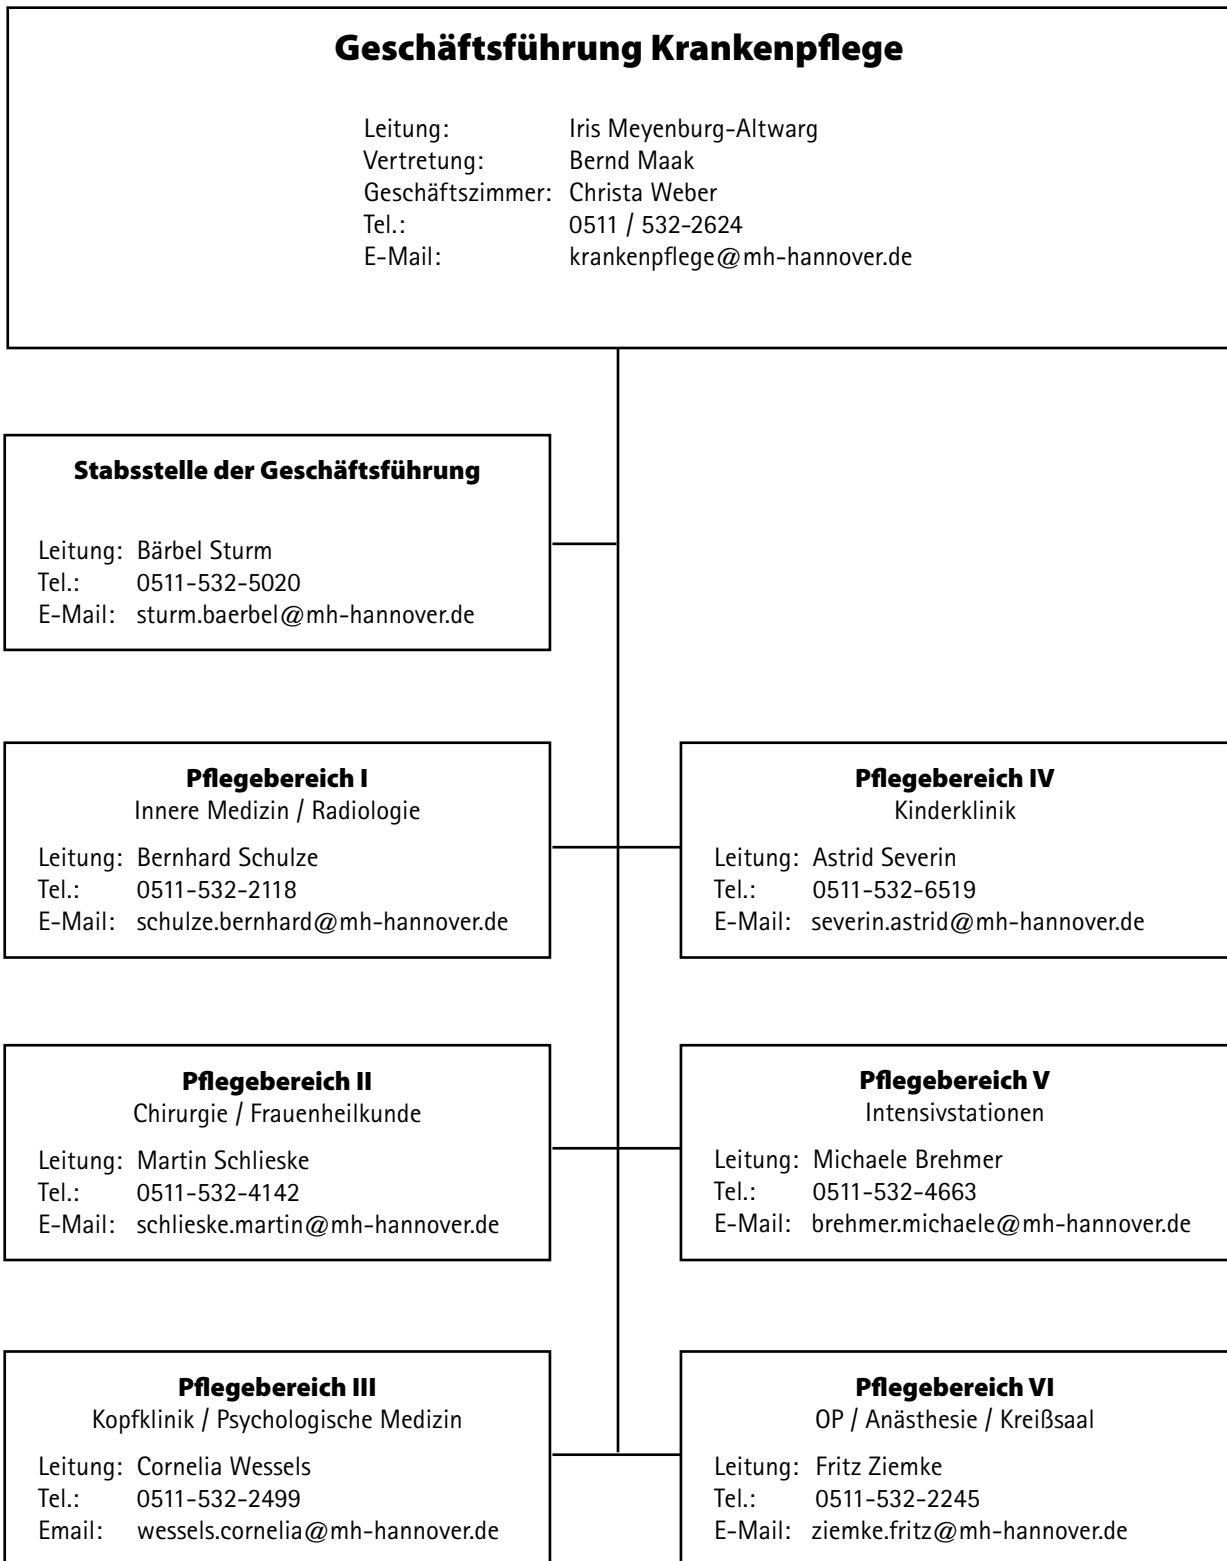 Geschäftsführung Krankenpflege
Leitung: Iris Meyenburg-Altwarg
Vertretung: Bernd Maak
Geschäftszimmer: Christa Weber
Tel.: 0511 / 532-2624
E-Mail: krankenpflege@mh-hannover.de
Stabsstelle der Geschäftsführung
Leitung: Bärbel Sturm
Tel.: 0511-532-5020
E-Mail: sturm.baerbel@mh-hannover.de
Pflegebereich I
Innere Medizin / Radiologie
Leitung: Bernhard Schulze
Tel.: 0511-532-2118
E-Mail: schulze.bernhard@mh-hannover.de
Pflegebereich IV
Kinderklinik
Leitung: Astrid Severin
Tel.: 0511-532-6519
E-Mail: severin.astrid@mh-hannover.de
Pflegebereich II
Chirurgie / Frauenheilkunde
Leitung: Martin Schlieske
Tel.: 0511-532-4142
E-Mail: schlieske.martin@mh-hannover.de
Pflegebereich V
Intensivstationen
Leitung: Michaele Brehmer
Tel.: 0511-532-4663
E-Mail: brehmer.michaele@mh-hannover.de
Pflegebereich III
Kopfklinik / Psychologische Medizin
Leitung: Cornelia Wessels
Tel.: 0511-532-2499
Email: wessels.cornelia@mh-hannover.de
Pflegebereich VI
OP / Anästhesie / Kreißsaal
Leitung: Fritz Ziemke
Tel.: 0511-532-2245
E-Mail: ziemke.fritz@mh-hannover.de